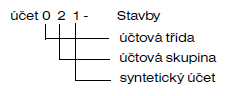 účet 0 2 1 - Stavby
účtová třída
účtová skupina
syntetický účet